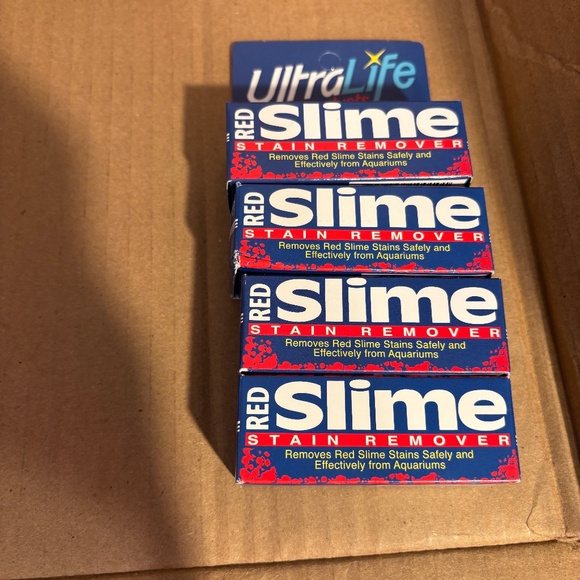 UltraLife
RED Slime
STAIN REMOVER
Removes Red Slime Stains Safely and
Effectively from Aquariums
RED Slime
STAIN REMOVER
Removes Red Slime Stains Safely and
Effectively from Aquariums
RED Slime
STAIN REMOVER
Removes Red Slime Stains Safely and
Effectively from Aquariums
RED Slime
STAIN REMOVER
Removes Red Slime Stains Safely and
Effectively from Aquariums